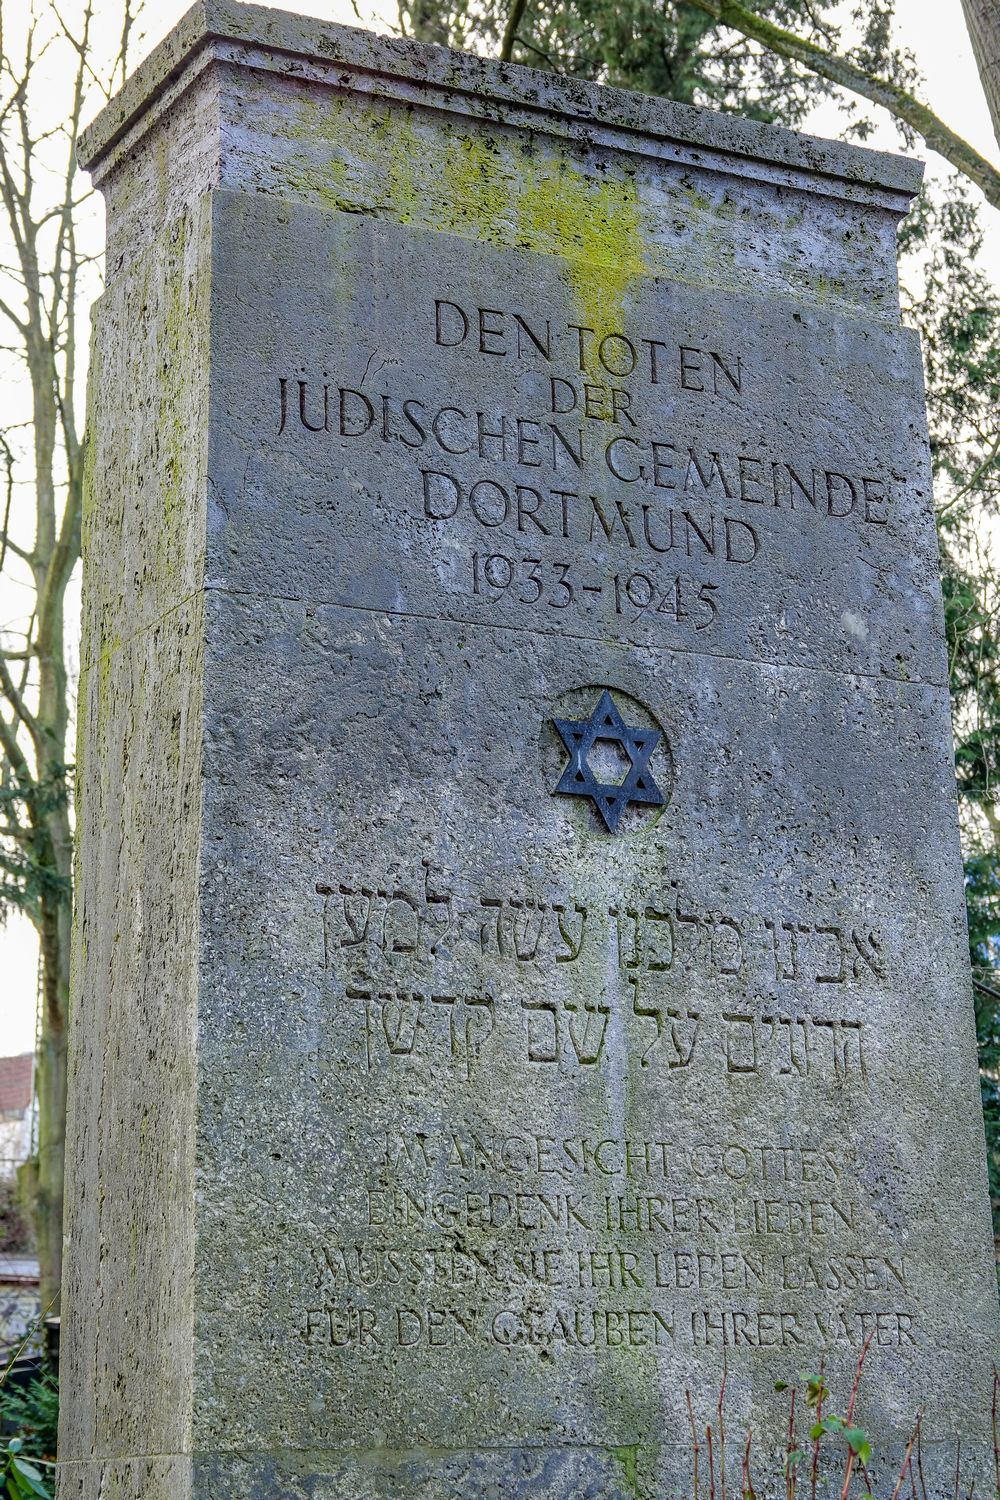 DEN TOTEN
DER
JÜDISCHEN GEMEINDE
DORTMUND
1933-1945
אבינו מלכנו עשה למען
הרוגים על שם קדשך
IM ANGESICHT GOTTES
EINGEDENK IHRER LIEBEN
MUSSTEN SIE IHR LEBEN LASSEN
FÜR DEN GLAUBEN IHRER VÄTER